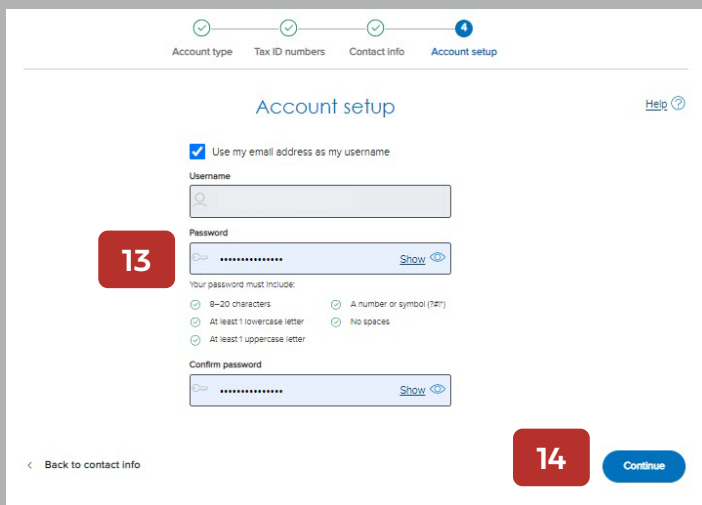 4
Account type Tax ID numbers Contact info Account setup
Account setup
Help ?
Use my email address as my username
Username
Password
13
••••••••••••••• Show
Your password must include:
8–20 characters A number or symbol (?#!*)
At least 1 lowercase letter No spaces
At least 1 uppercase letter
Confirm password
••••••••••••••• Show
< Back to contact info
14
Continue